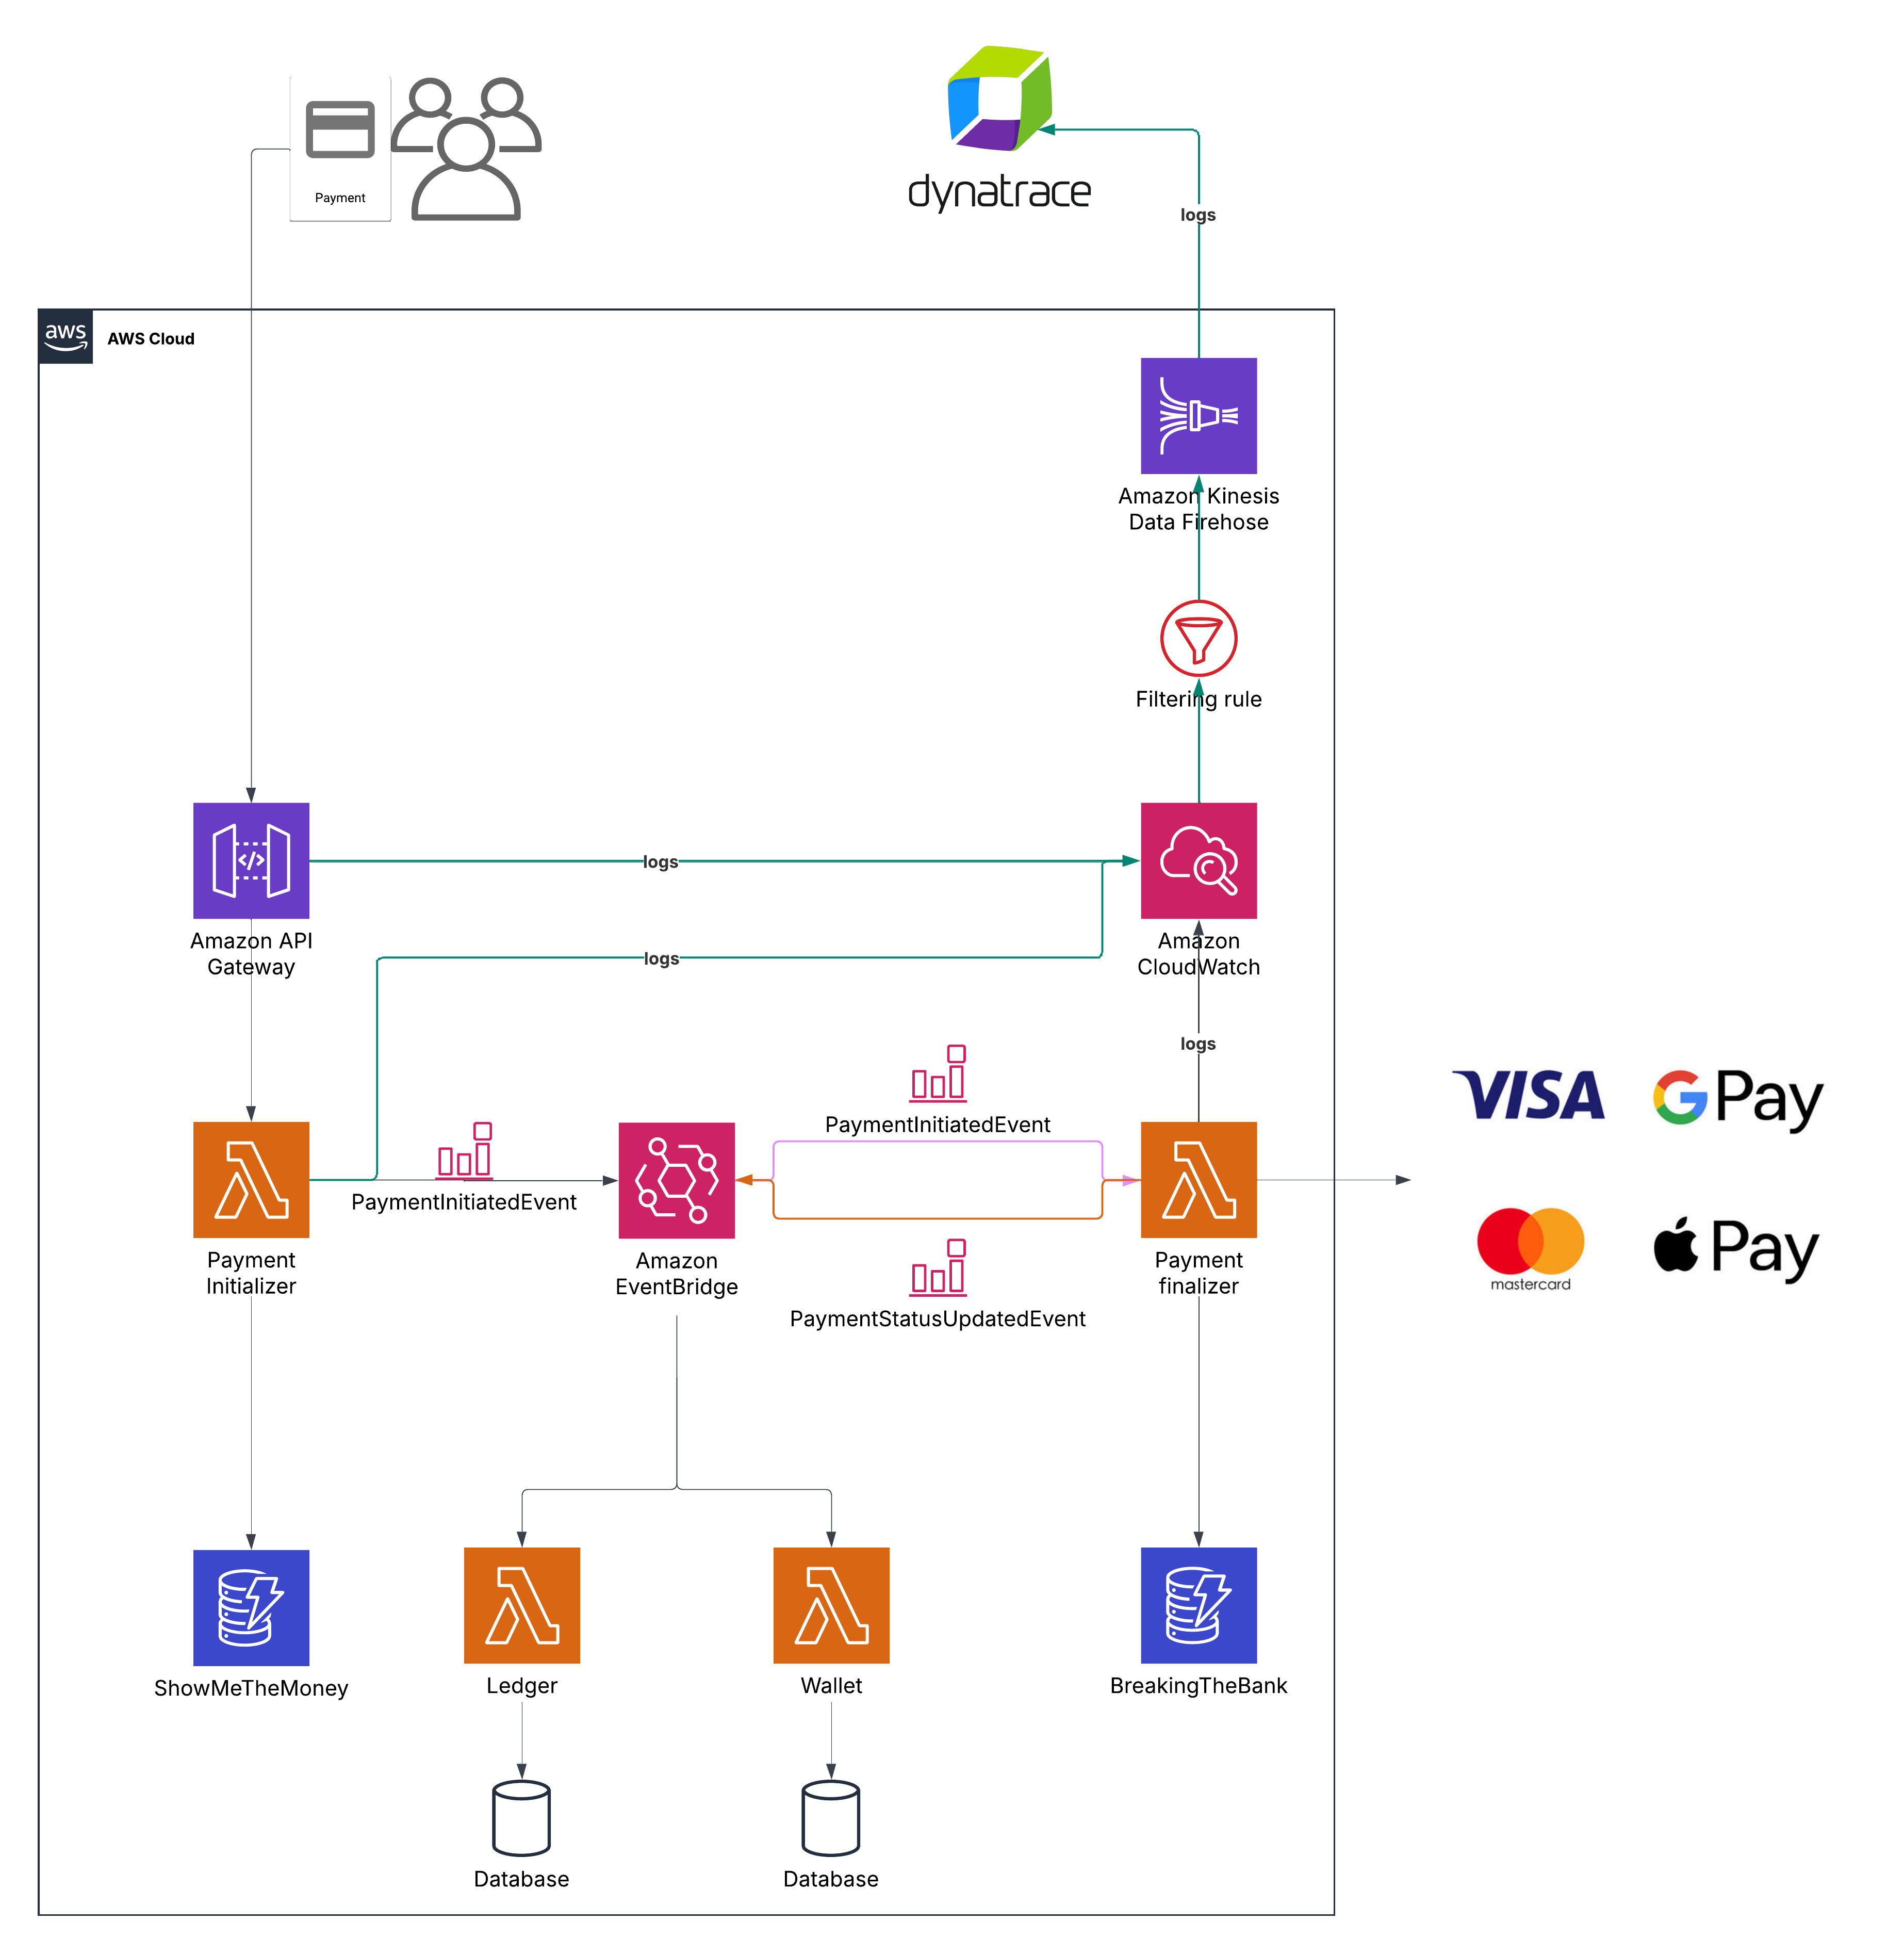 Payment
dynatrace
logs
aws
AWS Cloud
Amazon Kinesis
Data Firehose
Filtering rule
logs
Amazon API
Gateway
Amazon
CloudWatch
logs
logs
PaymentInitiatedEvent
VISA
G Pay
PaymentInitiatedEvent
Payment
Initializer
Amazon
EventBridge
Payment
finalizer
PaymentStatusUpdatedEvent
mastercard
Pay
ShowMeTheMoney
Ledger
Wallet
BreakingTheBank
Database
Database